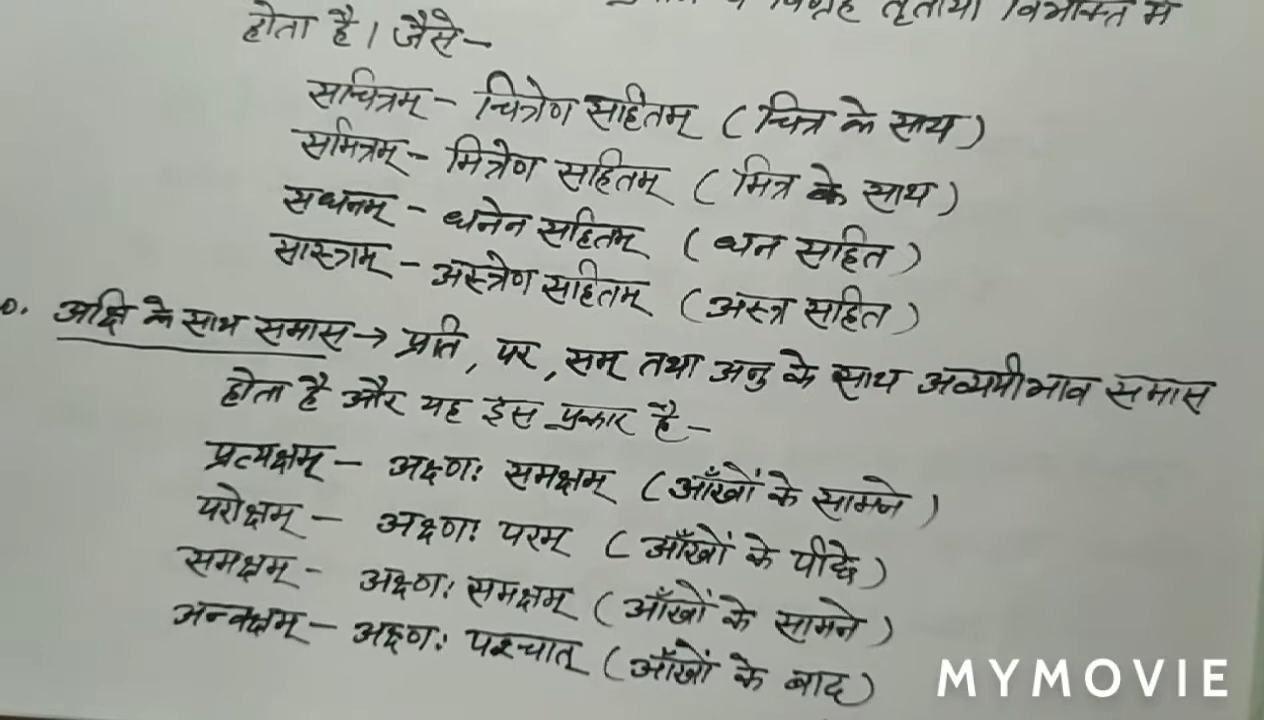 विग्रह तृतीया विभक्ति में
होता है। जैसे-
सचित्रम् - चित्रेण सहितम् (चित्र के साथ)
समित्रम् - मित्रेण सहितम् (मित्र के साथ)
सधनम् - धनेन सहितम् (धन सहित)
सास्त्रम् - अस्त्रेण सहितम् (अस्त्र सहित)
0. अक्षि के साथ समास → प्रति, पर, सम् तथा अनु के साथ अव्ययीभाव समास
होता है और यह इस प्रकार है -
प्रत्यक्षम् - अक्ष्णः समक्षम् (आँखों के सामने)
परोक्षम् - अक्ष्णः परम् (आँखों के पीछे)
समक्षम् - अक्ष्णः समक्षम् (आँखों के सामने)
अन्वक्षम् - अक्ष्णः पश्चात् (आँखों के बाद)
MYMOVIE